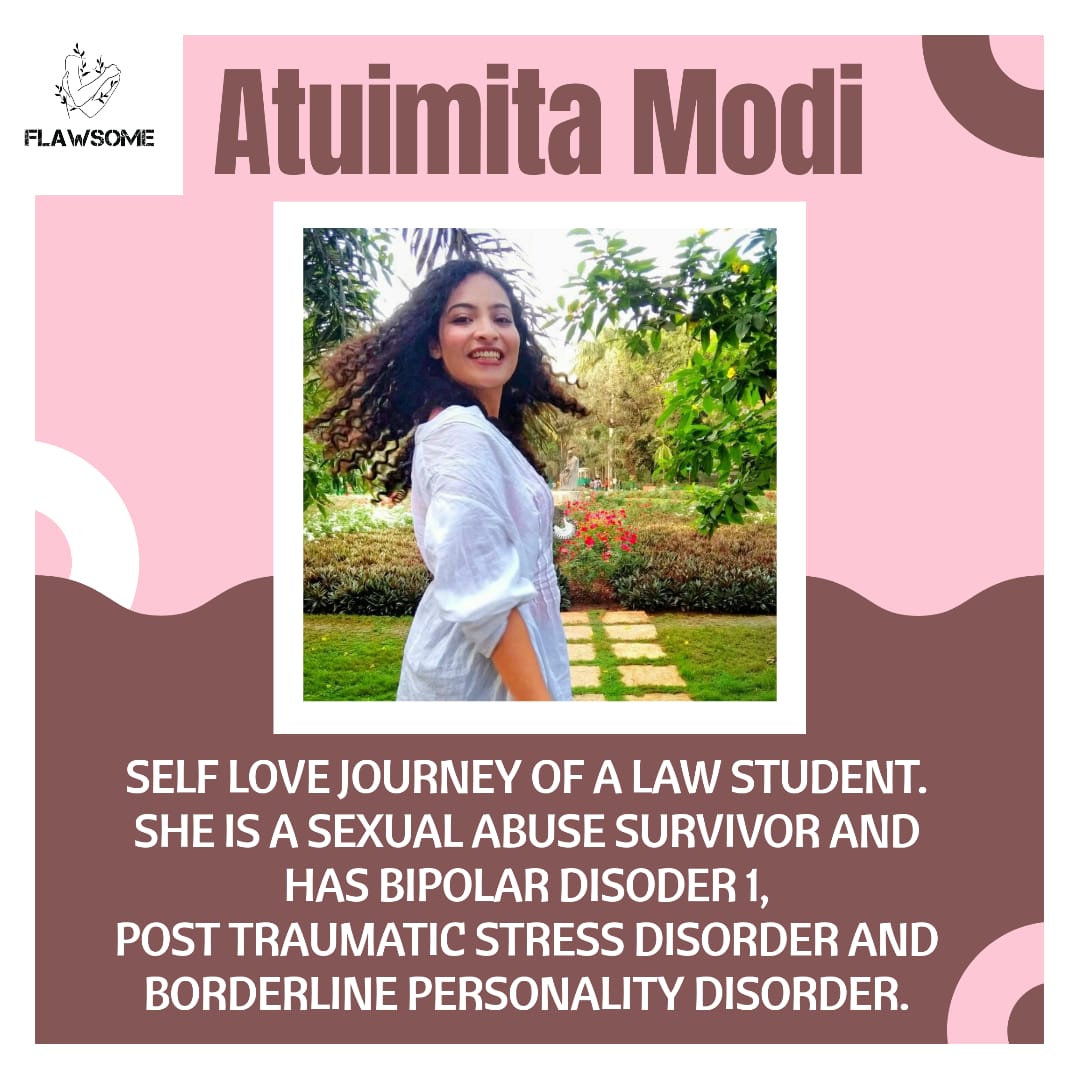 FLAWSOME
Atuimita Modi
SELF LOVE JOURNEY OF A LAW STUDENT.
SHE IS A SEXUAL ABUSE SURVIVOR AND
HAS BIPOLAR DISODER 1,
POST TRAUMATIC STRESS DISORDER AND
BORDERLINE PERSONALITY DISORDER.